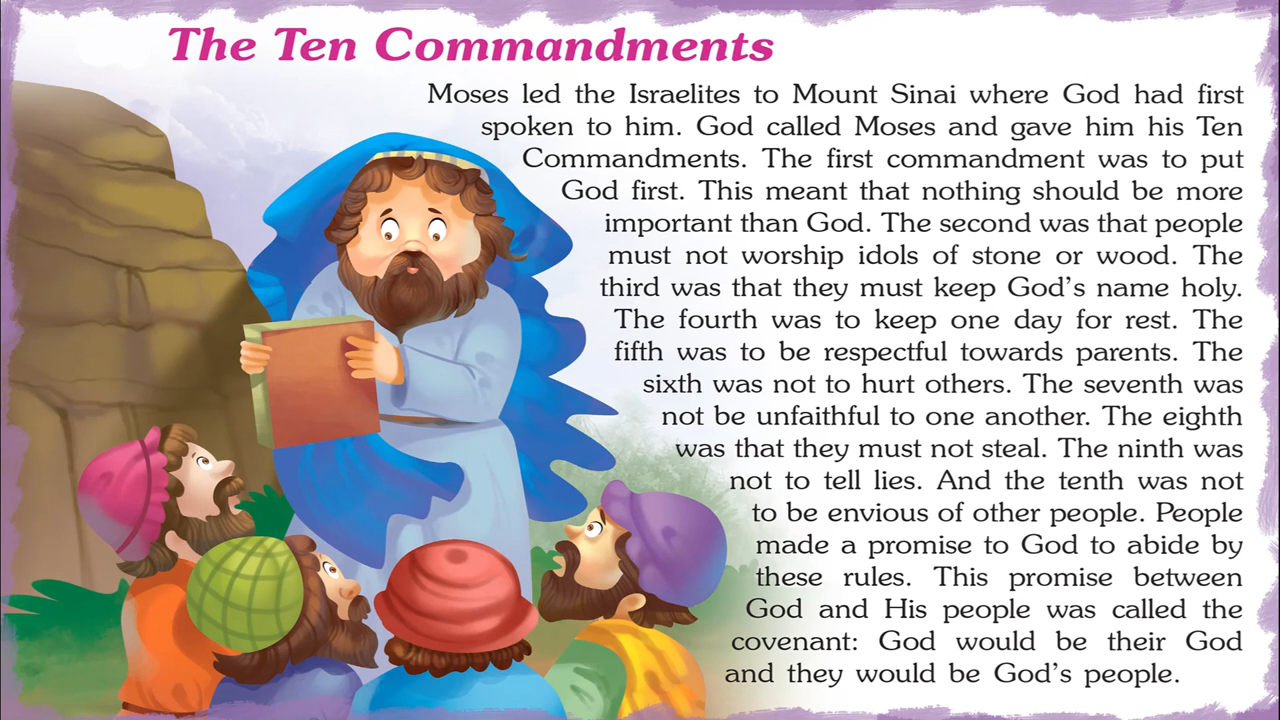 The Ten Commandments
Moses led the Israelites to Mount Sinai where God had first
spoken to him. God called Moses and gave him his Ten
Commandments. The first commandment was to put
God first. This meant that nothing should be more
important than God. The second was that people
must not worship idols of stone or wood. The
third was that they must keep God's name holy.
The fourth was to keep one day for rest. The
fifth was to be respectful towards parents. The
sixth was not to hurt others. The seventh was
not be unfaithful to one another. The eighth
was that they must not steal. The ninth was
not to tell lies. And the tenth was not
to be envious of other people. People
made a promise to God to abide by
these rules. This promise between
God and His people was called the
covenant: God would be their God
and they would be God's people.